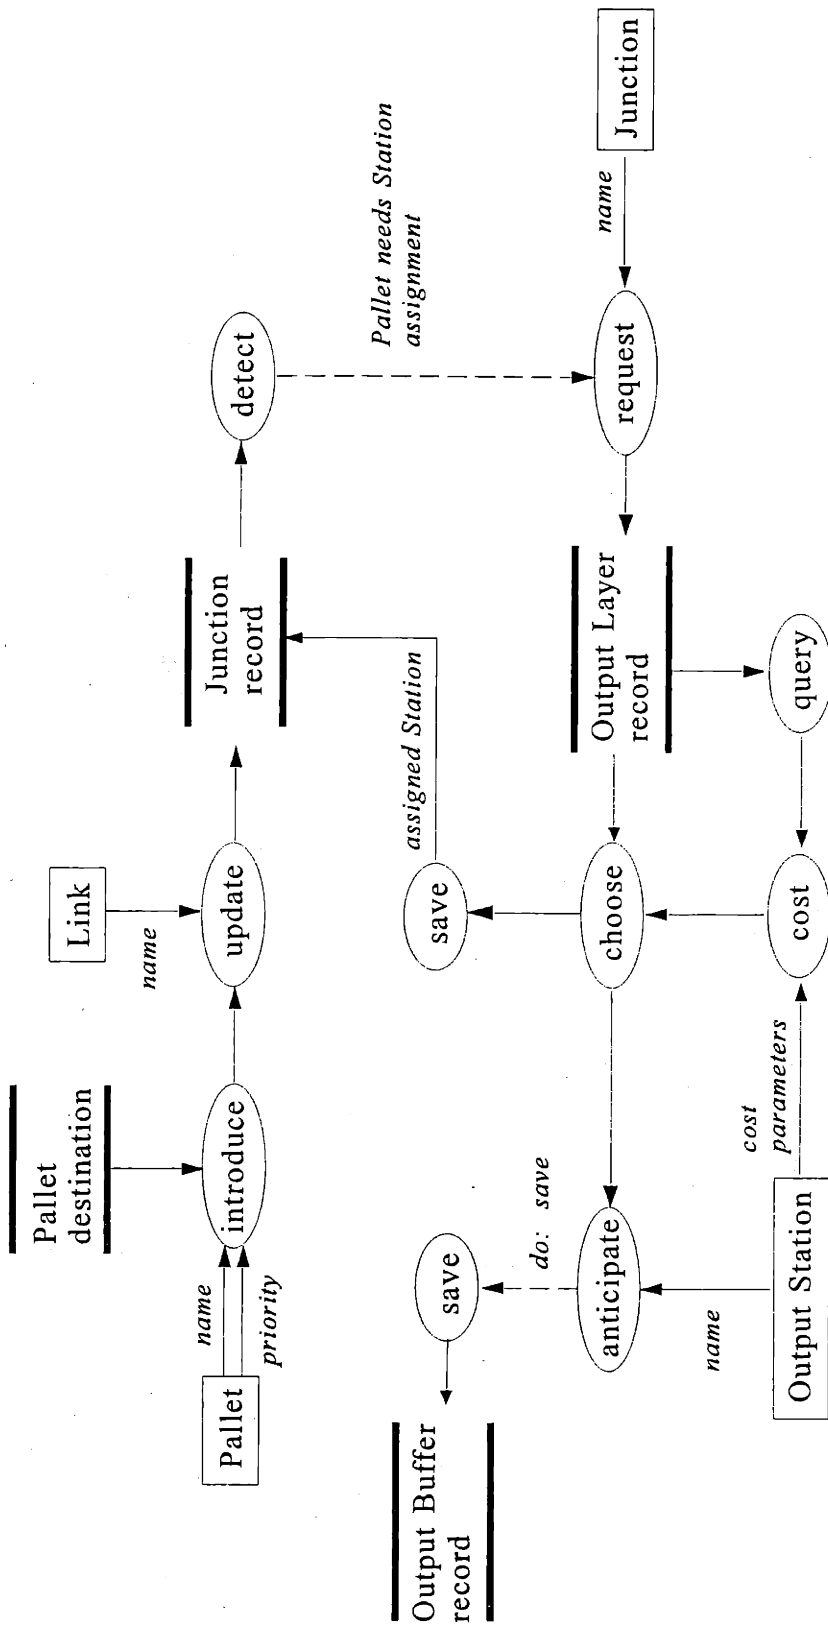 Pallet
destination
Link
name
Pallet
name
priority
introduce
update
Junction
record
detect
Output Buffer
record
save
do: save
save
assigned Station
Pallet needs Station
assignment
anticipate
choose
Output Layer
record
request
name
Junction
name
Output Station
cost
parameters
cost
query